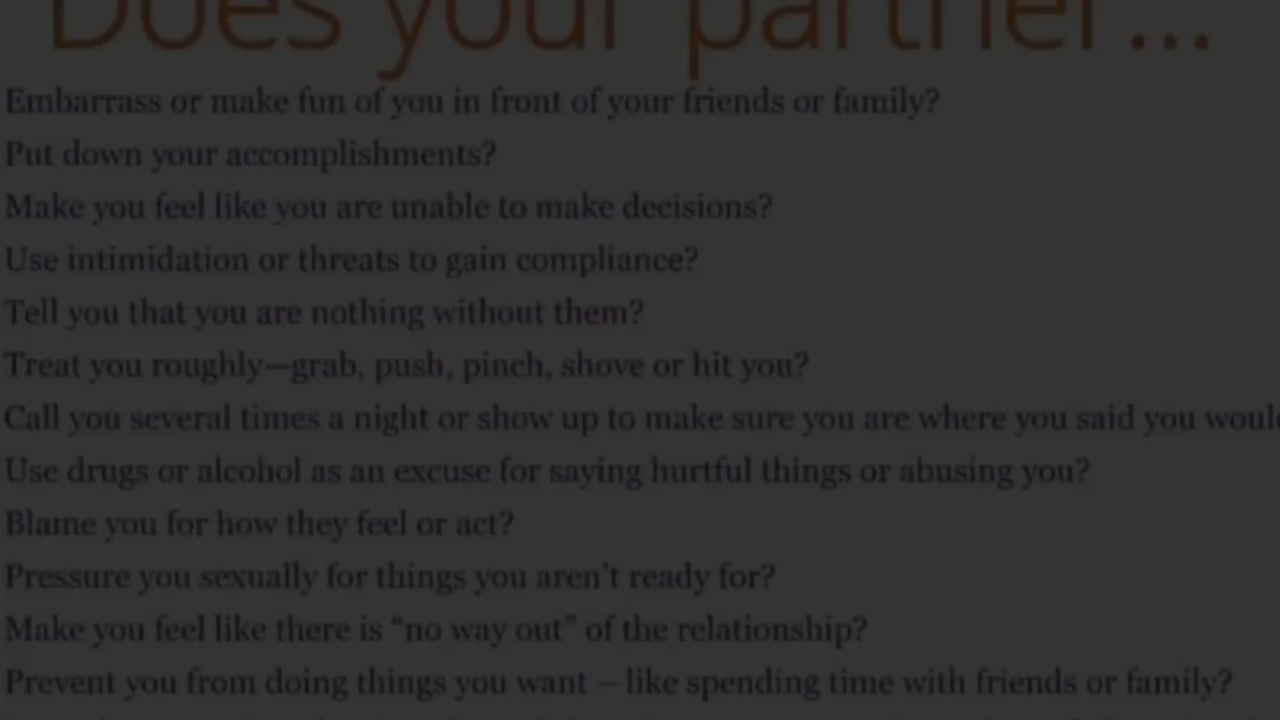 Does your partner...
Embarrass or make fun of you in front of your friends or family?
Put down your accomplishments?
Make you feel like you are unable to make decisions?
Use intimidation or threats to gain compliance?
Tell you that you are nothing without them?
Treat you roughly—grab, push, pinch, shove or hit you?
Call you several times a night or show up to make sure you are where you said you would
Use drugs or alcohol as an excuse for saying hurtful things or abusing you?
Blame you for how they feel or act?
Pressure you sexually for things you aren't ready for?
Make you feel like there is “no way out” of the relationship?
Prevent you from doing things you want – like spending time with friends or family?